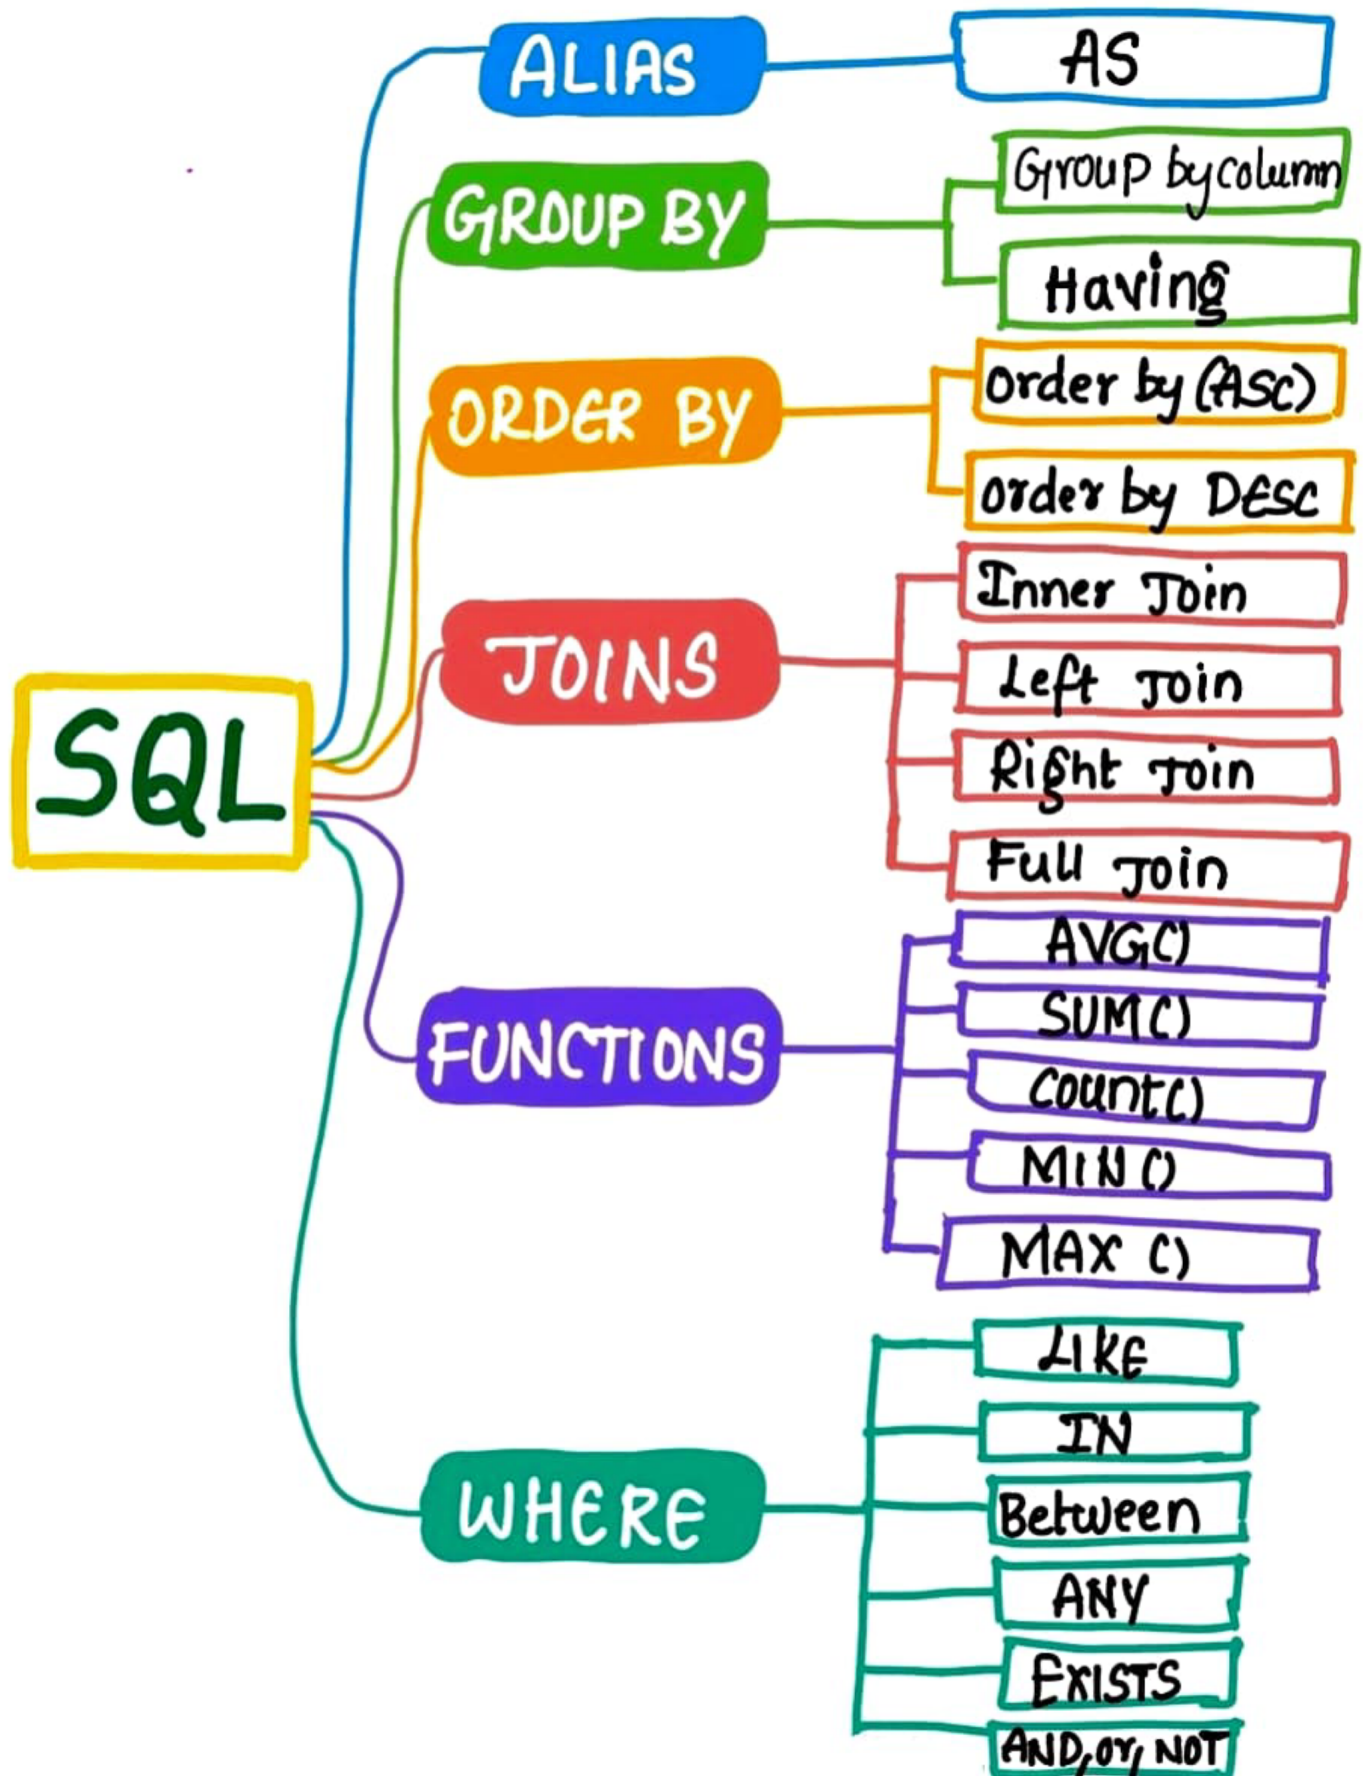 ALIAS
AS
GROUP BY
Group by column
Having
ORDER BY
order by (ASC)
order by DESC
JOINS
Inner Join
Left Join
Right Join
Full Join
SQL
FUNCTIONS
AVG()
SUM()
count()
MIN()
MAX ()
WHERE
LIKE
IN
Between
ANY
EXISTS
AND, or, NOT